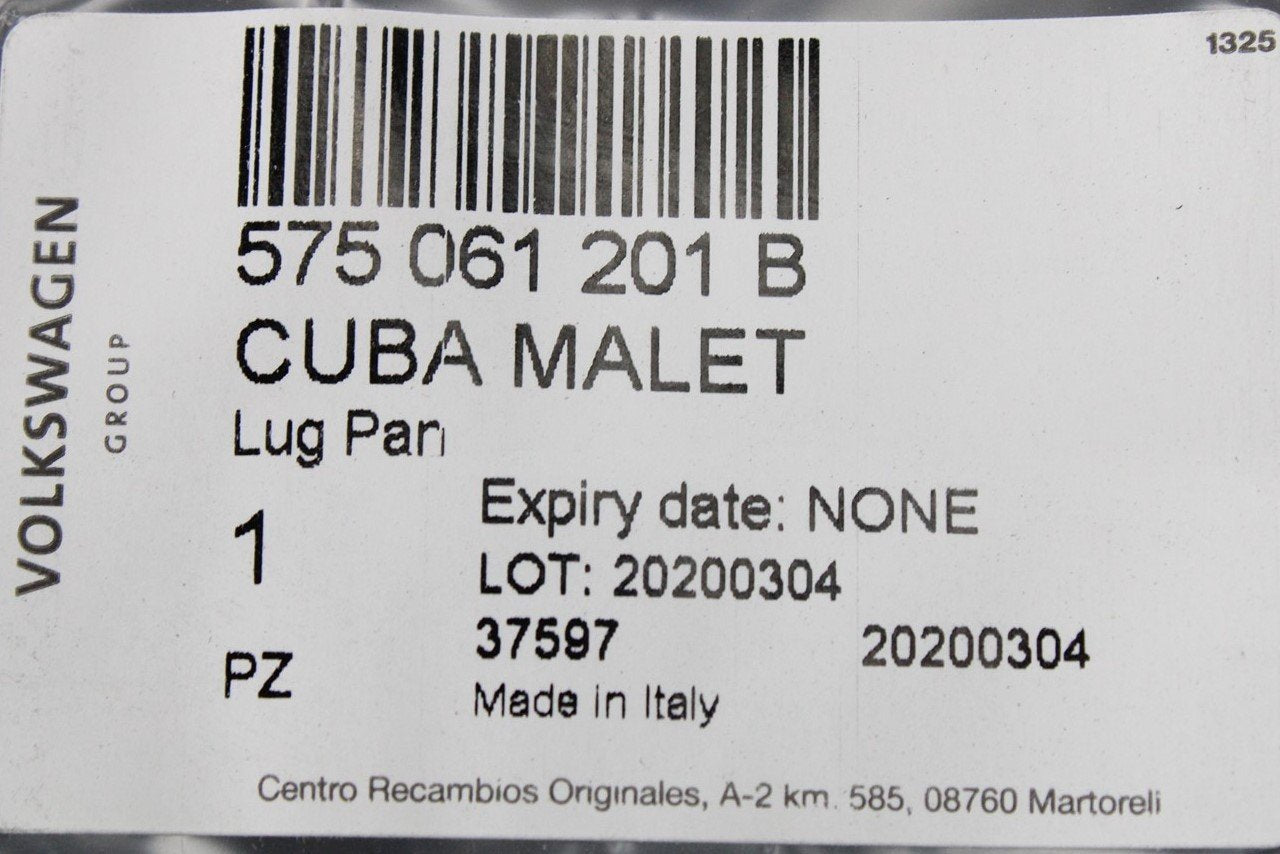 1325
VOLKSWAGEN
GROUP
575 061 201 B
CUBA MALET
Lug Pan
1
Expiry date: NONE
LOT: 20200304
37597 20200304
PZ
Made in Italy
Centro Recambios Originales, A-2 km. 585, 08760 Martorell